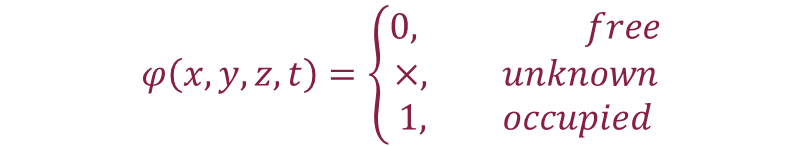 0, free
φ(x, y, z, t) = { ×, unknown
1, occupied